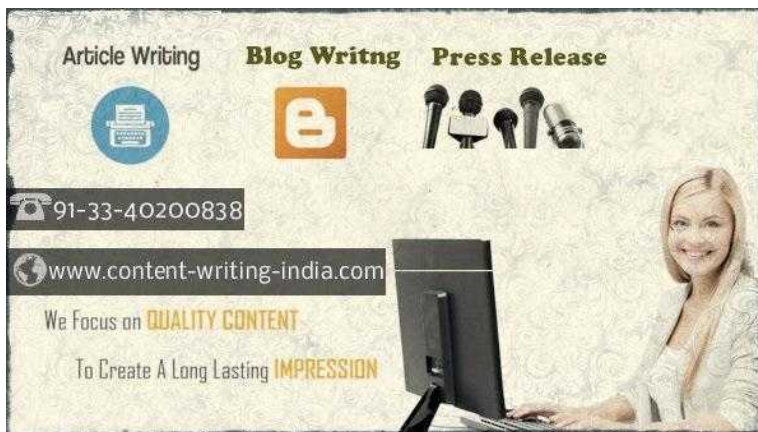 Article Writing
Blog Writng
Press Release
91-33-40200838
www.content-writing-india.com
We Focus on QUALITY CONTENT
To Create A Long Lasting IMPRESSION